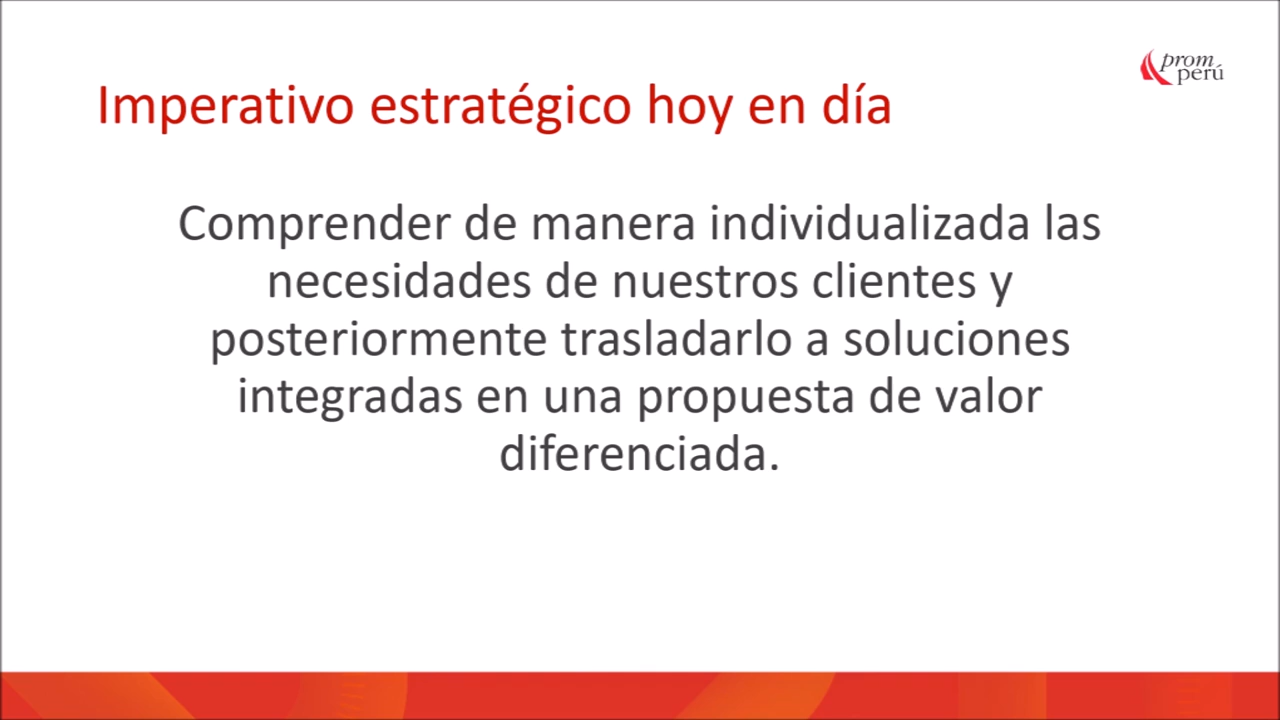 prom
perú
Imperativo estratégico hoy en día
Comprender de manera individualizada las
necesidades de nuestros clientes y
posteriormente trasladarlo a soluciones
integradas en una propuesta de valor
diferenciada.